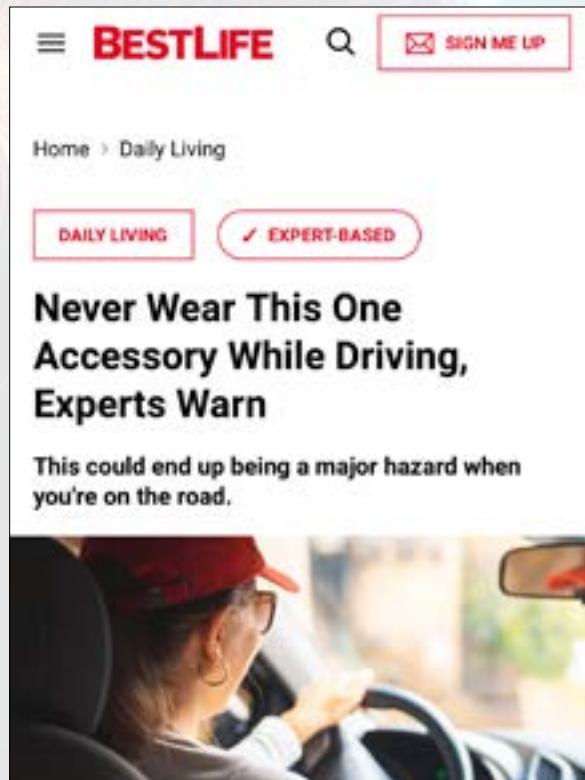 BESTLIFE
SIGN ME UP
Home > Daily Living
DAILY LIVING
✓ EXPERT-BASED
Never Wear This One
Accessory While Driving,
Experts Warn
This could end up being a major hazard when
you're on the road.